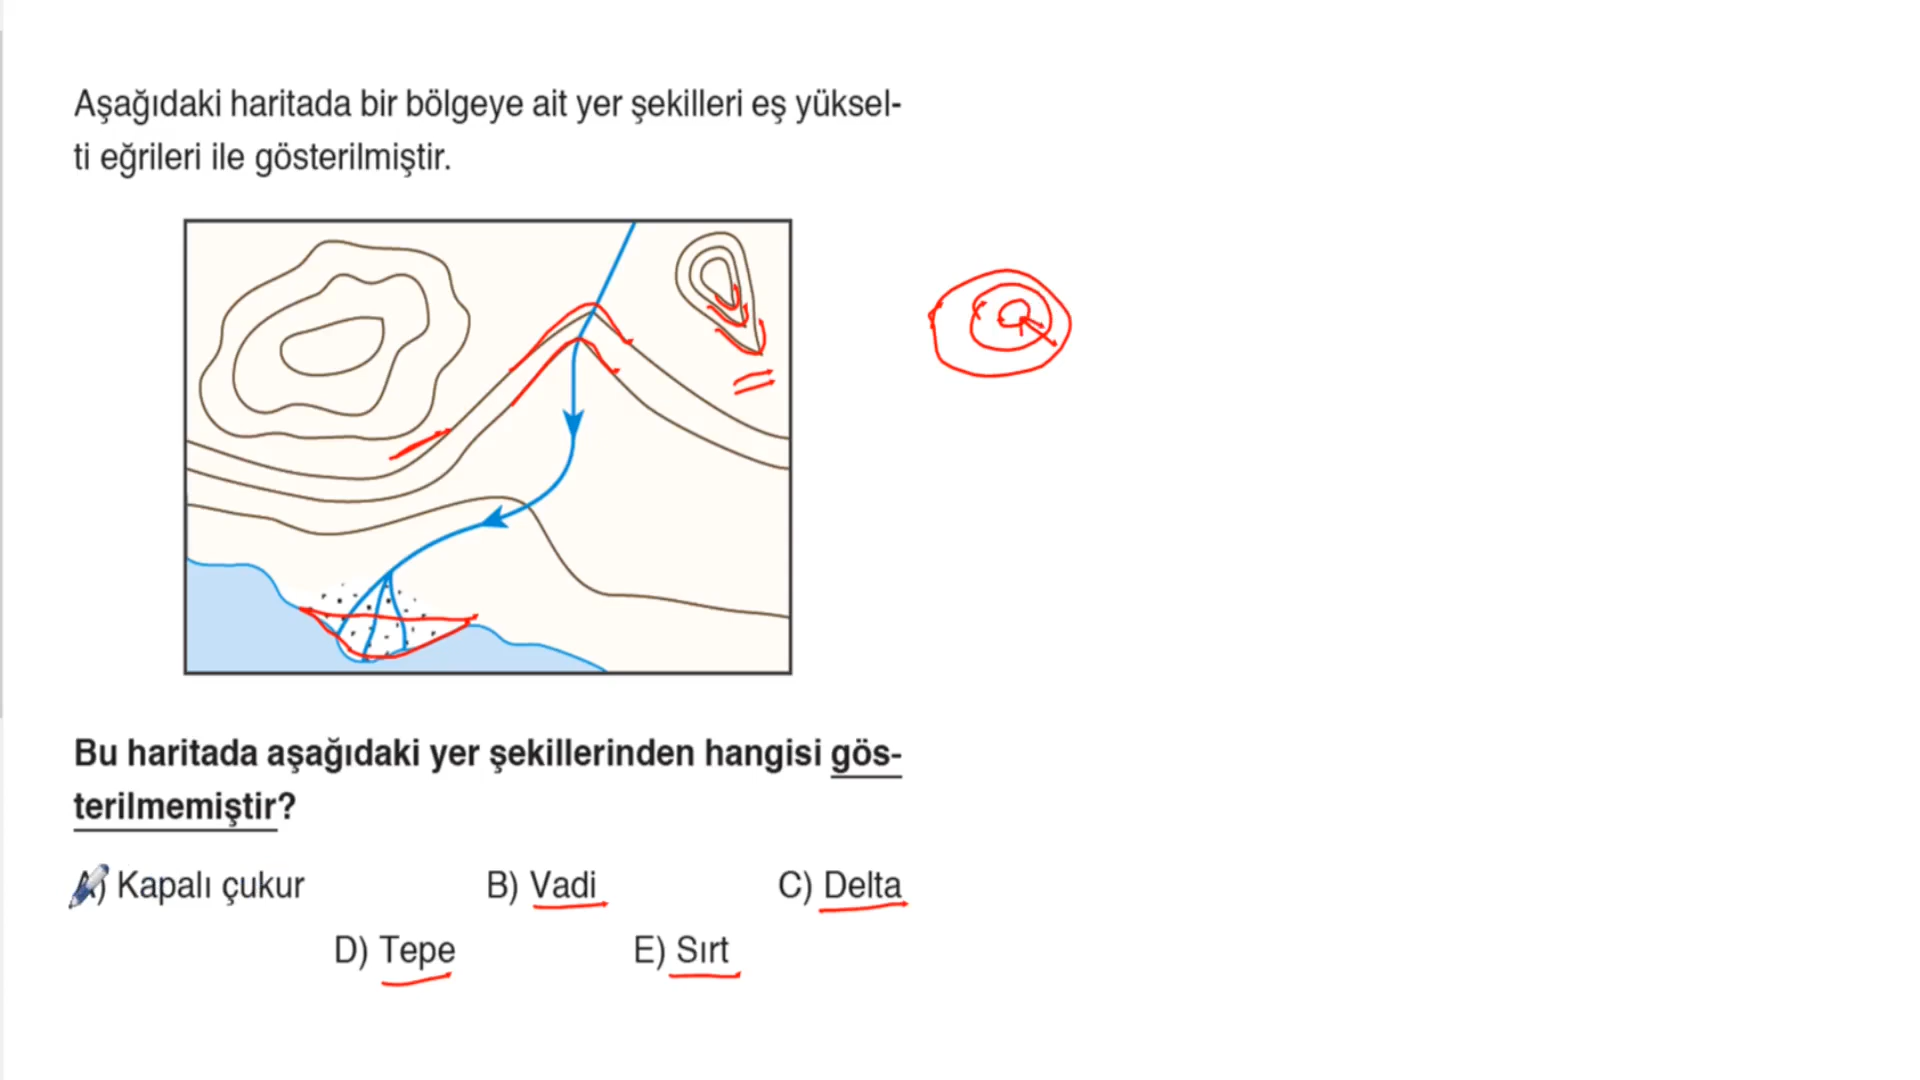 Aşağıdaki haritada bir bölgeye ait yer şekilleri eş yüksel-
ti eğrileri ile gösterilmiştir.
Bu haritada aşağıdaki yer şekillerinden hangisi gös-
terilmemiştir?
A) Kapalı çukur B) Vadi C) Delta
D) Tepe E) Sırt